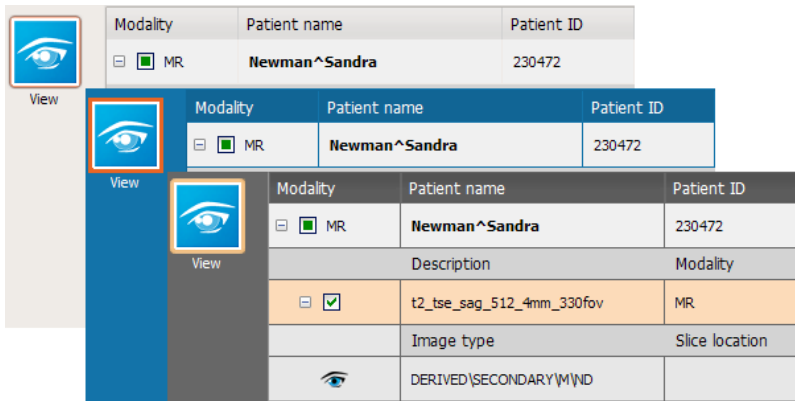 Modality Patient name Patient ID
MR Newman^Sandra 230472
View
Modality Patient name Patient ID
MR Newman^Sandra 230472
View
Modality Patient name Patient ID
MR Newman^Sandra 230472
View
Description Modality
t2_tse_sag_512_4mm_330fov MR
Image type Slice location
DERIVED\SECONDARY\M\ND